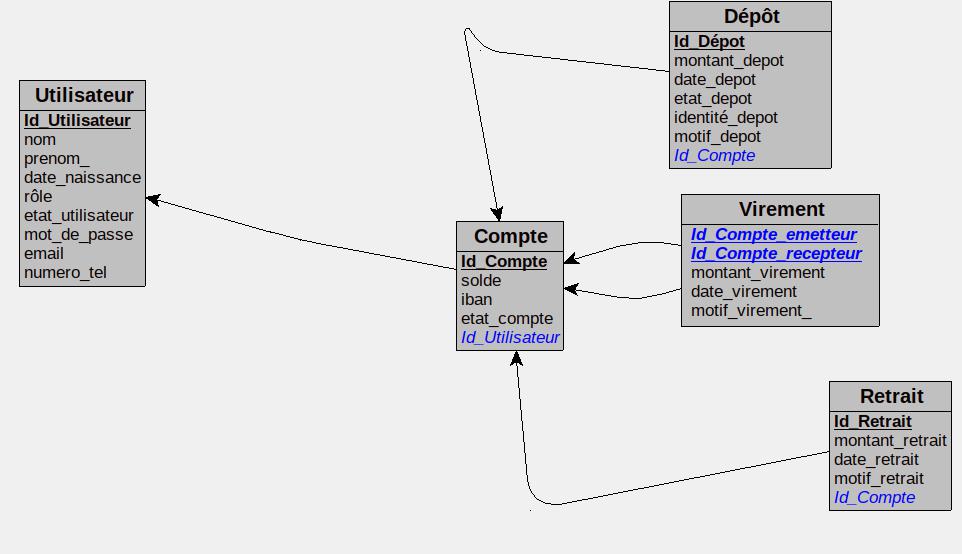 Utilisateur
Id_Utilisateur
nom
prenom_
date_naissance
rôle
etat_utilisateur
mot_de_passe
email
numero_tel
Compte
Id_Compte
solde
iban
etat_compte
Id_Utilisateur
Dépôt
Id_Dépot
montant_depot
date_depot
etat_depot
identité_depot
motif_depot
Id_Compte
Virement
Id_Compte_emetteur
Id_Compte_recepteur
montant_virement
date_virement
motif_virement_
Retrait
Id_Retrait
montant_retrait
date_retrait
motif_retrait
Id_Compte